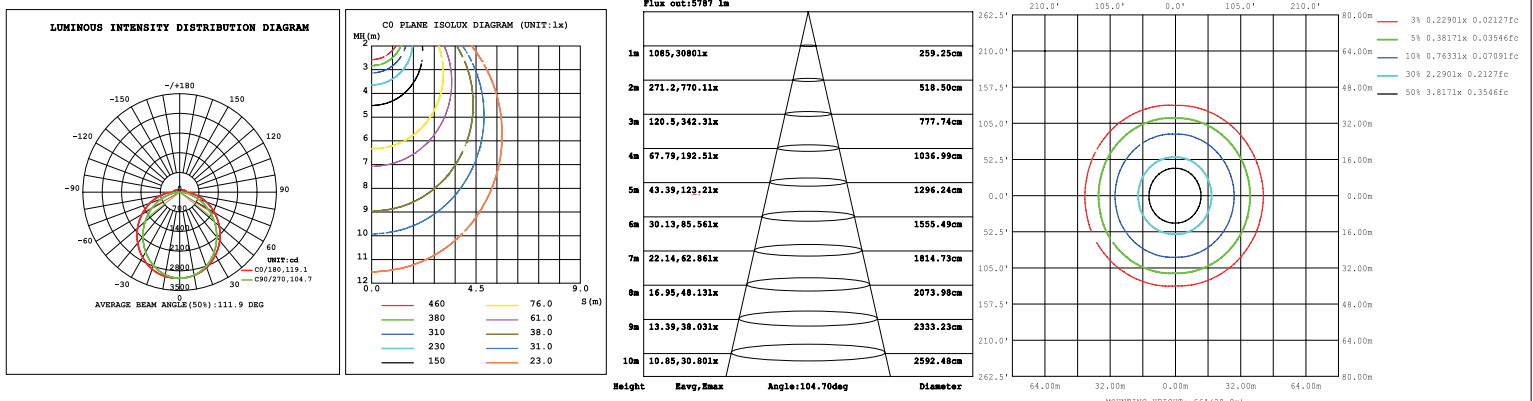 LUMINOUS INTENSITY DISTRIBUTION DIAGRAM
-/+180
-150 150
-120 120
-90 90
-60 60
-30 30
0
0
700
1400
2100
2800
3500
UNIT:cd
C0/180,119.1
C90/270,104.7
AVERAGE BEAM ANGLE(50%):111.9 DEG
C0 PLANE ISOLUX DIAGRAM (UNIT:lx)
MH(m)
2
3
4
5
6
7
8
9
10
11
12
0.0 4.5 9.0
S(m)
460 76.0
380 61.0
310 38.0
230 31.0
150 23.0
Flux out:5787 lm
1m 1085,3080lx 259.25cm
2m 271.2,770.1lx 518.50cm
3m 120.5,342.3lx 777.74cm
4m 67.79,192.5lx 1036.99cm
5m 43.39,123.2lx 1296.24cm
6m 30.13,85.56lx 1555.49cm
7m 22.14,62.86lx 1814.73cm
8m 16.95,48.13lx 2073.98cm
9m 13.39,38.03lx 2333.23cm
10m 10.85,30.80lx 2592.48cm
Height Eavg,Emax Angle:104.70deg Diameter
210.0' 105.0' 0.0' 105.0' 210.0'
262.5' 80.00m
210.0' 64.00m
157.5' 48.00m
105.0' 32.00m
52.5' 16.00m
0.0' 0.00m
52.5' 16.00m
105.0' 32.00m
157.5' 48.00m
210.0' 64.00m
262.5' 80.00m
64.00m 32.00m 0.00m 32.00m 64.00m
3% 0.2290lx 0.02127fc
5% 0.3817lx 0.03546fc
10% 0.7633lx 0.07091fc
30% 2.290lx 0.2127fc
50% 3.817lx 0.3546fc
MOUNTING HEIGHT: